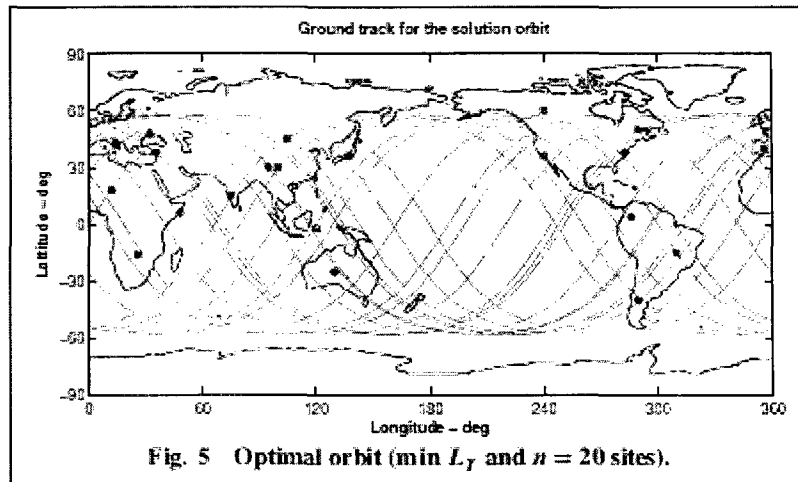 Ground track for the solution orbit
90
60
30
0
-30
-60
-90
Latitude - deg
0 60 120 180 240 300 360
Longitude - deg
Fig. 5 Optimal orbit (min L_T and n = 20 sites).